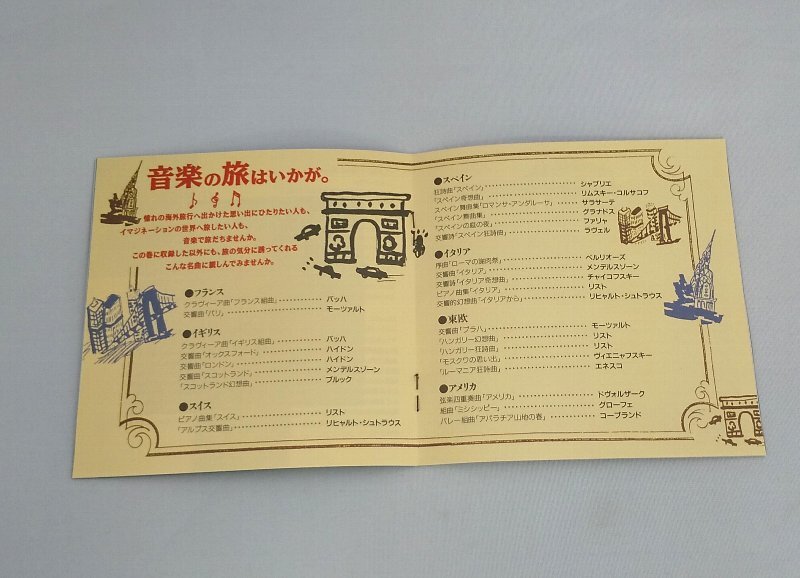 音楽の旅はいかが。
憧れの海外旅行へ出かけた思い出にひたりたい人も、
イマジネーションの世界へ旅したい人も、
音楽で旅だちませんか。
この巻に収録した以外にも、旅の気分に誘ってくれる
こんな名曲に親しんでみませんか。
●フランス
クラヴィーア曲「フランス組曲」 バッハ
交響曲「パリ」 モーツァルト
●イギリス
クラヴィーア曲「イギリス組曲」 バッハ
交響曲「オックスフォード」 ハイドン
交響曲「ロンドン」 ハイドン
交響曲「スコットランド」 メンデルスゾーン
「スコットランド幻想曲」 ブルック
●スイス
ピアノ曲集「スイス」 リスト
「アルプス交響曲」 リヒャルト・シュトラウス
●スペイン
狂詩曲「スペイン」 シャブリエ
「スペイン奇想曲」 リムスキー・コルサコフ
スペイン舞曲集「ロマンサ・アンダルーサ」 サラサーテ
「スペイン舞曲集」 グラナドス
「スペインの庭の夜」 ファリャ
交響詩「スペイン狂詩曲」 ラヴェル
●イタリア
序曲「ローマの謝肉祭」 ベルリオーズ
交響曲「イタリア」 メンデルスゾーン
交響詩「イタリア奇想曲」 チャイコフスキー
ピアノ曲集「イタリア」 リスト
交響的幻想曲「イタリアから」 リヒャルト・シュトラウス
●東欧
交響曲「プラハ」 モーツァルト
「ハンガリー幻想曲」 リスト
「ハンガリー狂詩曲」 リスト
「モスクワの思い出」 ヴィエニャフスキー
「ルーマニア狂詩曲」 エネスコ
●アメリカ
弦楽四重奏曲「アメリカ」 ドヴォルザーク
組曲「ミシシッピー」 グローフェ
バレー組曲「アパラチア山地の春」 コープランド